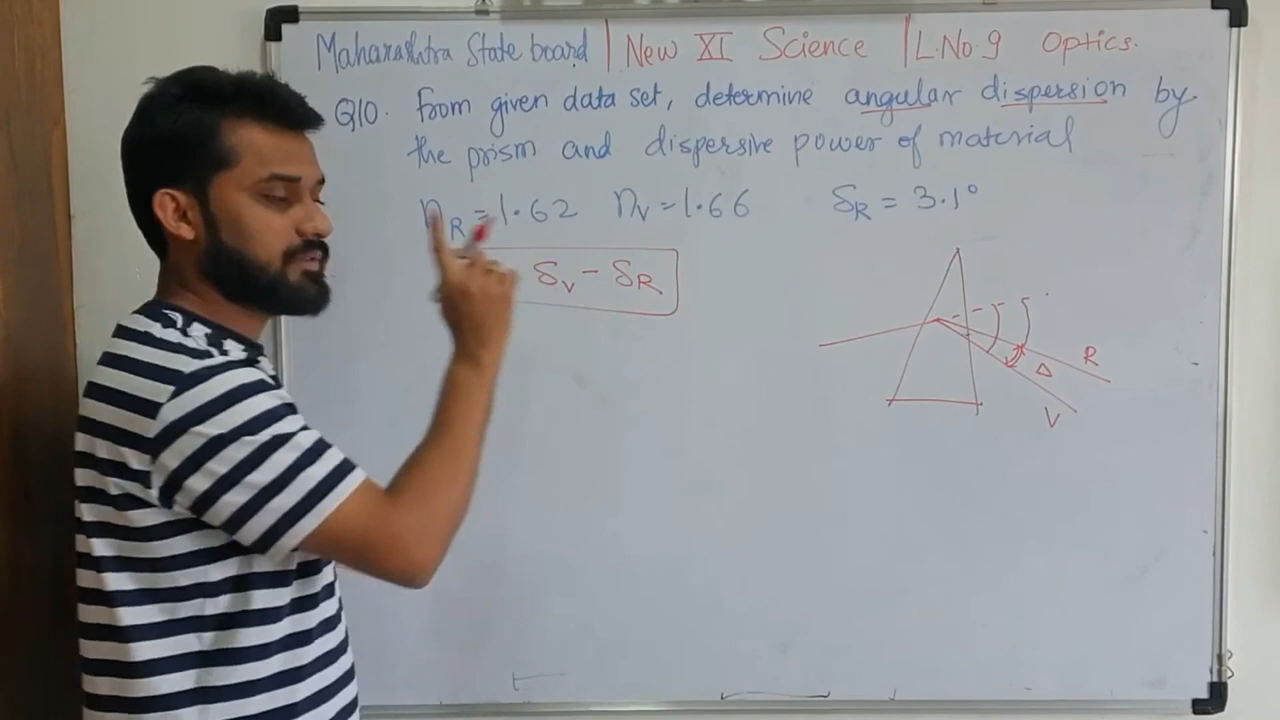 Maharashtra State board | New XI Science | L.No.9 Optics.
Q10. From given data set, determine angular dispersion by
the prism and dispersive power of material
nR = 1.62 nV = 1.66 δR = 3.1°
δV - δR
R
Δ
V